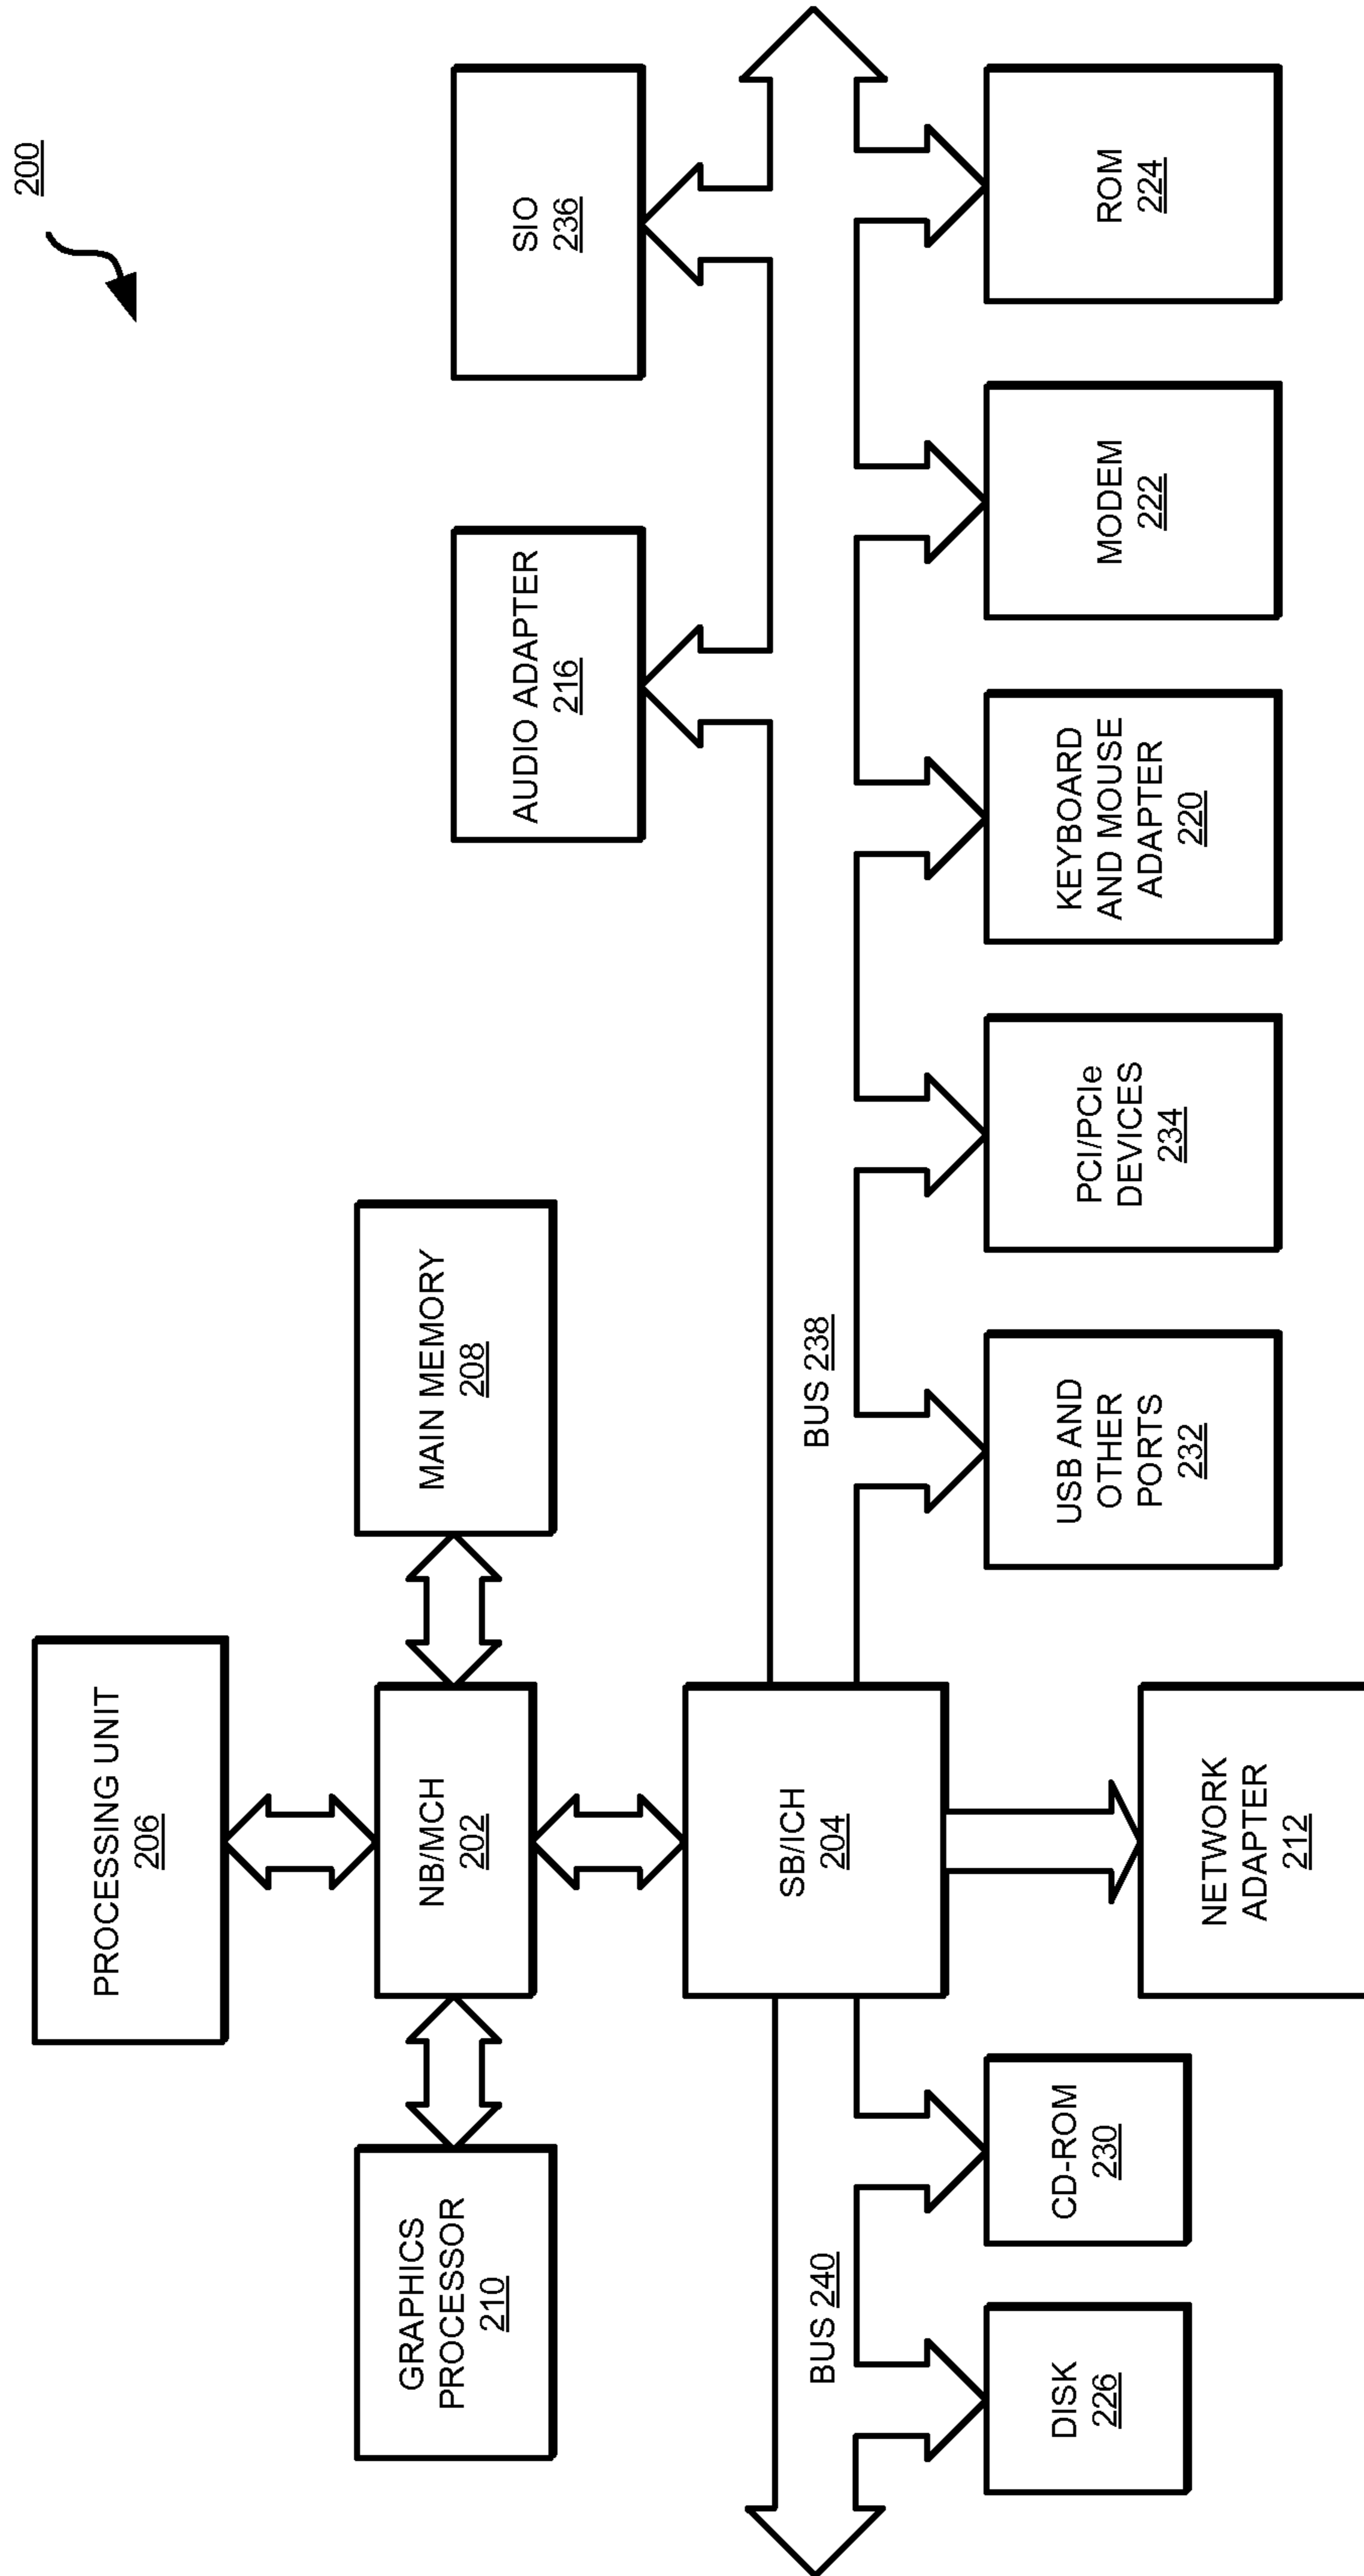 200
PROCESSING UNIT
206
GRAPHICS
PROCESSOR
210
NB/MCH
202
MAIN MEMORY
208
AUDIO ADAPTER
216
SIO
236
SB/ICH
204
BUS 240
BUS 238
DISK
226
CD-ROM
230
USB AND
OTHER
PORTS
232
PCI/PCIe
DEVICES
234
KEYBOARD
AND MOUSE
ADAPTER
220
MODEM
222
ROM
224
NETWORK
ADAPTER
212